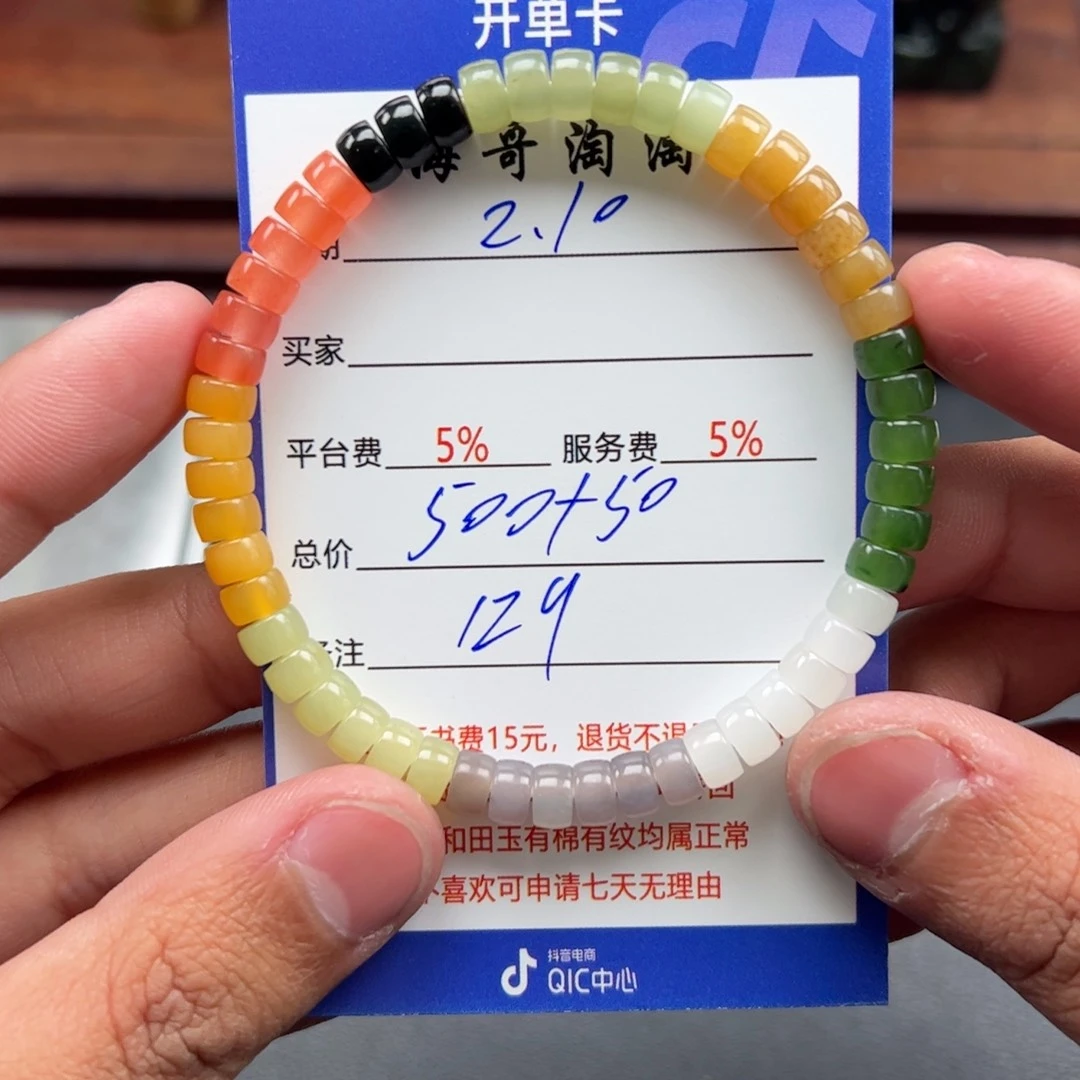 开单卡
海哥淘淘
期 2.10
买家
平台费 5% 服务费 5%
总价 500+50
备注 129
书费15元，退货不退
和田玉有棉有纹均属正常
不喜欢可申请七天无理由
抖音电商
QIC中心